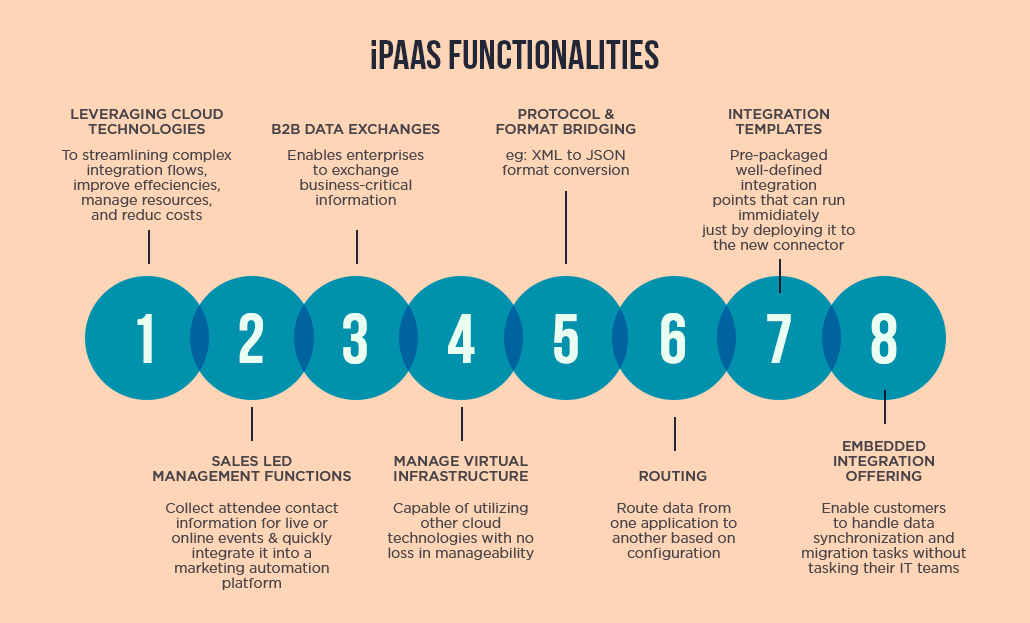 iPAAS FUNCTIONALITIES
LEVERAGING CLOUD
TECHNOLOGIES
To streamlining complex
integration flows,
improve effeciencies,
manage resources,
and reduc costs
B2B DATA EXCHANGES
Enables enterprises
to exchange
business-critical
information
PROTOCOL &
FORMAT BRIDGING
eg: XML to JSON
format conversion
INTEGRATION
TEMPLATES
Pre-packaged
well-defined
integration
points that can run
immidiately
just by deploying it to
the new connector
1
2
3
4
5
6
7
8
SALES LED
MANAGEMENT FUNCTIONS
Collect attendee contact
information for live or
online events & quickly
integrate it into a
marketing automation
platform
MANAGE VIRTUAL
INFRASTRUCTURE
Capable of utilizing
other cloud
technologies with no
loss in manageability
ROUTING
Route data from
one application to
another based on
configuration
EMBEDDED
INTEGRATION
OFFERING
Enable customers
to handle data
synchronization and
migration tasks without
tasking their IT teams